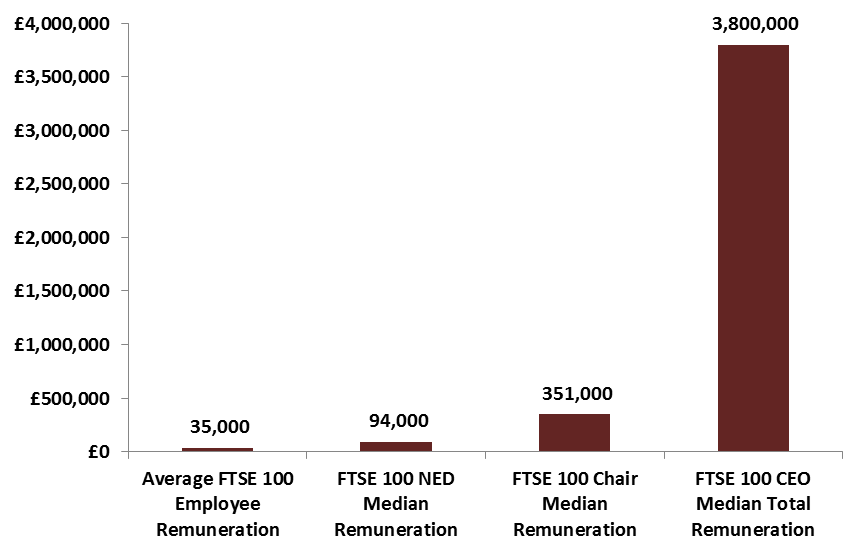 £4,000,000
£3,500,000
£3,000,000
£2,500,000
£2,000,000
£1,500,000
£1,000,000
£500,000
£0
35,000
94,000
351,000
3,800,000
Average FTSE 100
Employee
Remuneration
FTSE 100 NED
Median
Remuneration
FTSE 100 Chair
Median
Remuneration
FTSE 100 CEO
Median Total
Remuneration